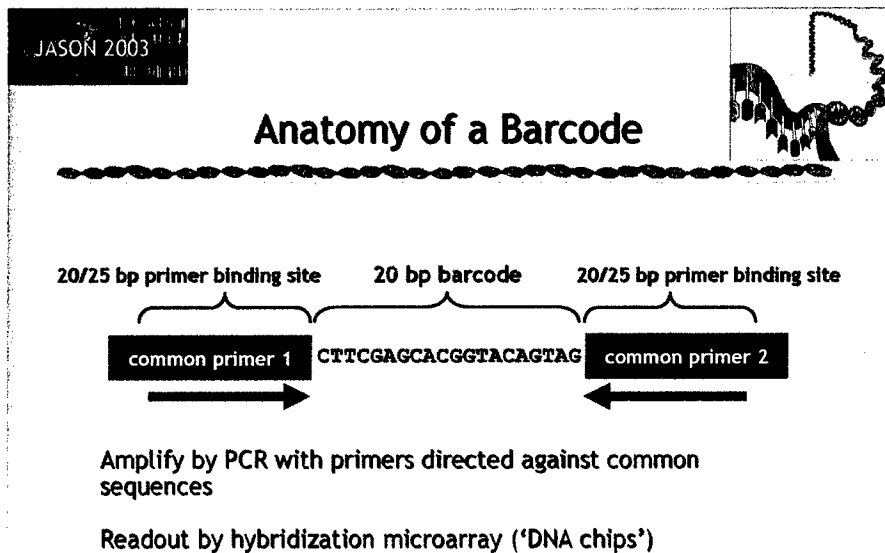 JASON 2003
Anatomy of a Barcode
20/25 bp primer binding site 20 bp barcode 20/25 bp primer binding site
common primer 1 CTTCGAGCACGGTACAGTAG common primer 2
Amplify by PCR with primers directed against common
sequences
Readout by hybridization microarray ('DNA chips')